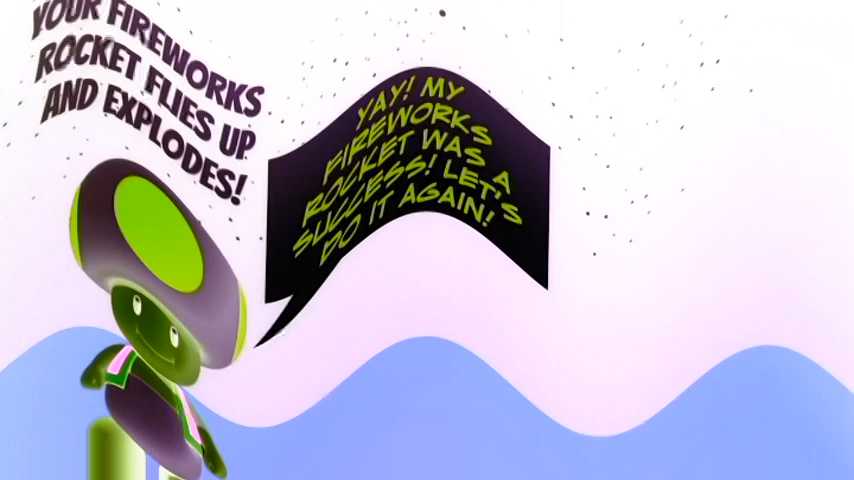 YOUR FIREWORKS
ROCKET FLIES UP
AND EXPLODES!
YAY! MY
FIREWORKS
ROCKET WAS A
SUCCESS! LET'S
DO IT AGAIN!